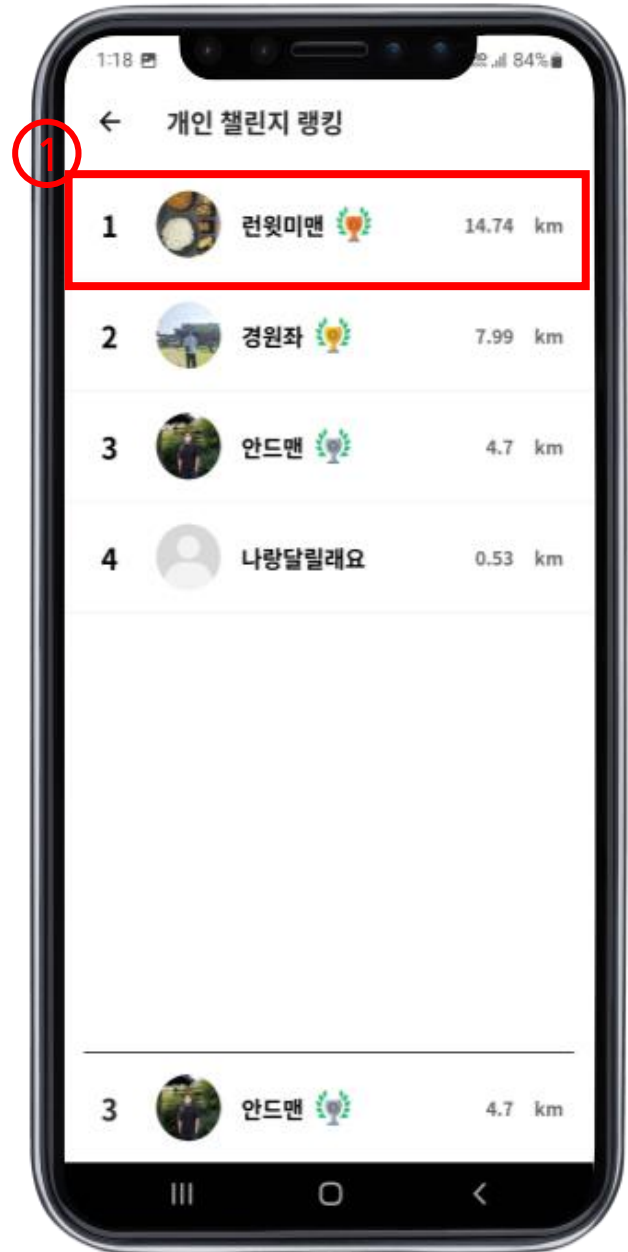 1:18 84%
← 개인 챌린지 랭킹
①
1 런윗미맨 14.74 km
2 경원좌 7.99 km
3 안드맨 4.7 km
4 나랑달릴래요 0.53 km
3 안드맨 4.7 km